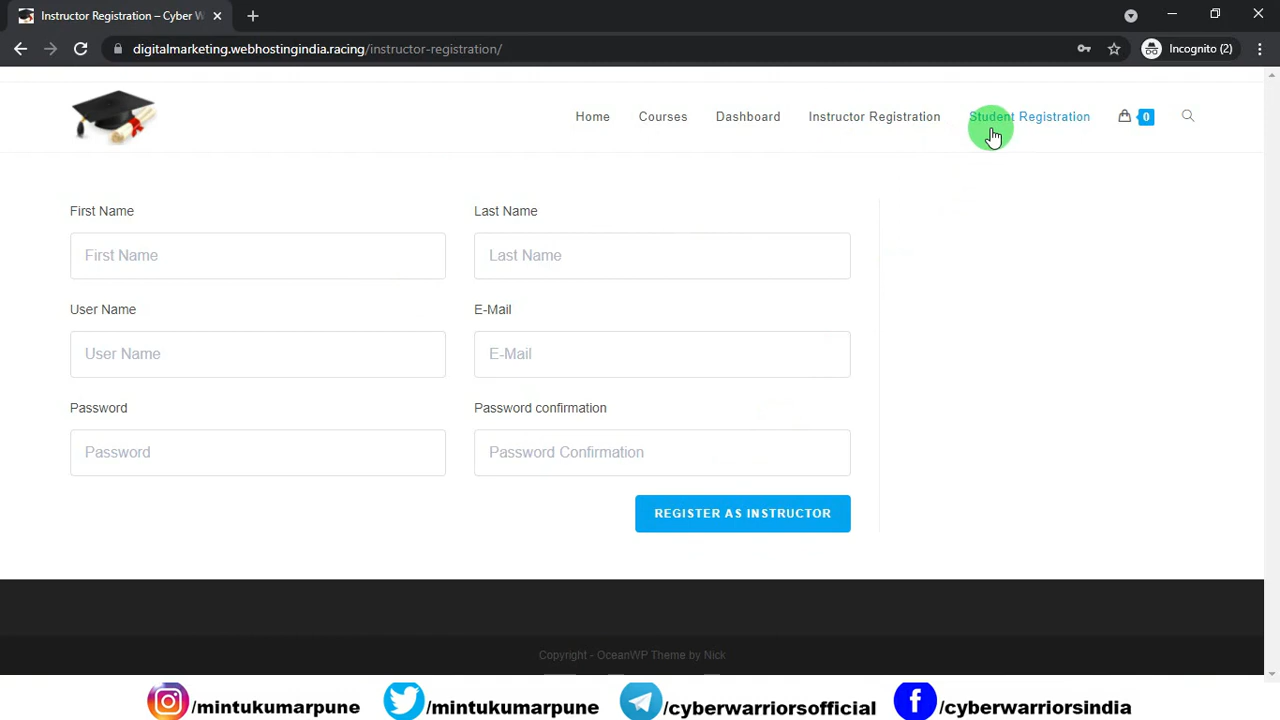 Instructor Registration – Cyber W
digitalmarketing.webhostingindia.racing/instructor-registration/
Incognito (2)
Home
Courses
Dashboard
Instructor Registration
Student Registration
0
First Name
Last Name
First Name
Last Name
User Name
E-Mail
User Name
E-Mail
Password
Password confirmation
Password
Password Confirmation
REGISTER AS INSTRUCTOR
Copyright - OceanWP Theme by Nick
/mintukumarpune
/mintukumarpune
/cyberwarriorsofficial
/cyberwarriorsindia